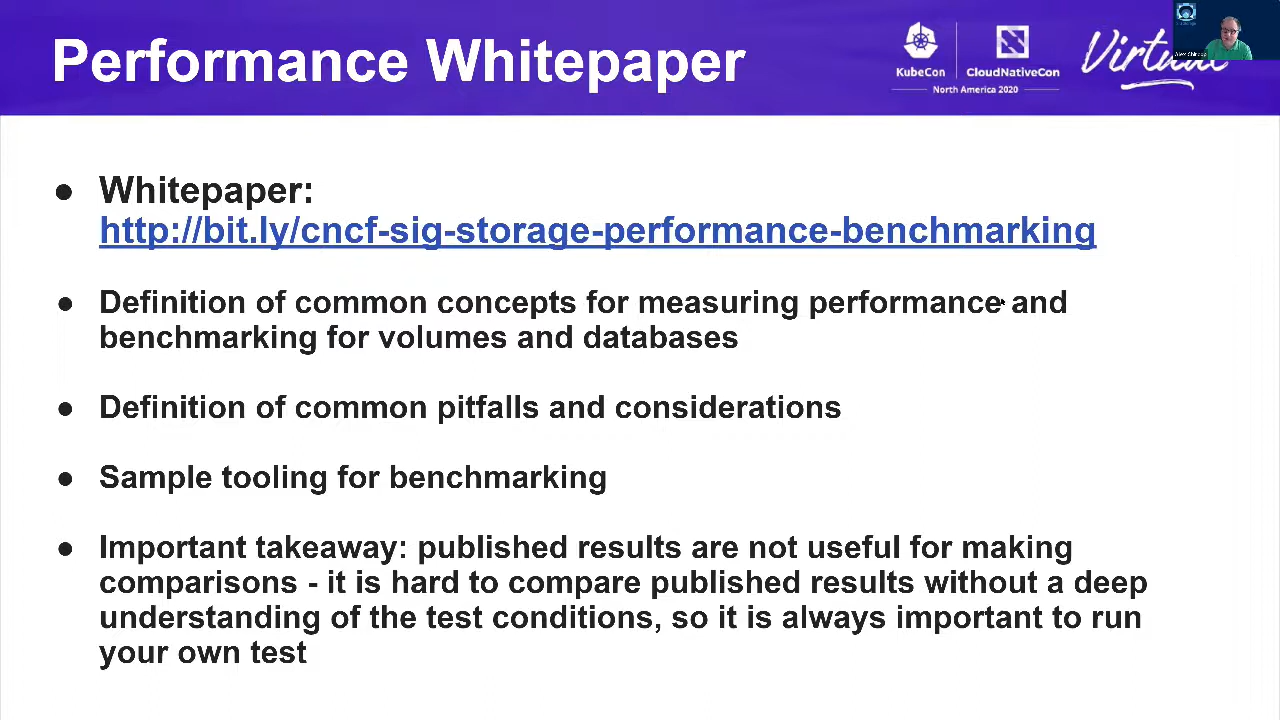 Performance Whitepaper
KubeCon
CloudNativeCon
North America 2020
Virtual
● Whitepaper:
http://bit.ly/cncf-sig-storage-performance-benchmarking
● Definition of common concepts for measuring performance and
benchmarking for volumes and databases
● Definition of common pitfalls and considerations
● Sample tooling for benchmarking
● Important takeaway: published results are not useful for making
comparisons - it is hard to compare published results without a deep
understanding of the test conditions, so it is always important to run
your own test